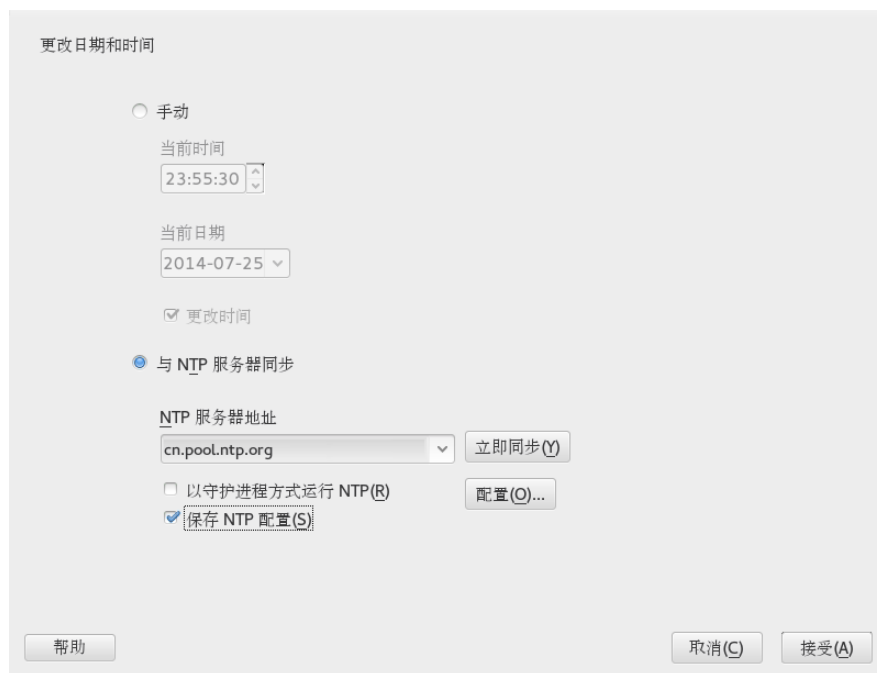 更改日期和时间
手动
当前时间
23:55:30
当前日期
2014-07-25
更改时间
与 NTP 服务器同步
NTP 服务器地址
cn.pool.ntp.org
立即同步(Y)
以守护进程方式运行 NTP(R)
配置(O)...
保存 NTP 配置(S)
帮助
取消(C)
接受(A)